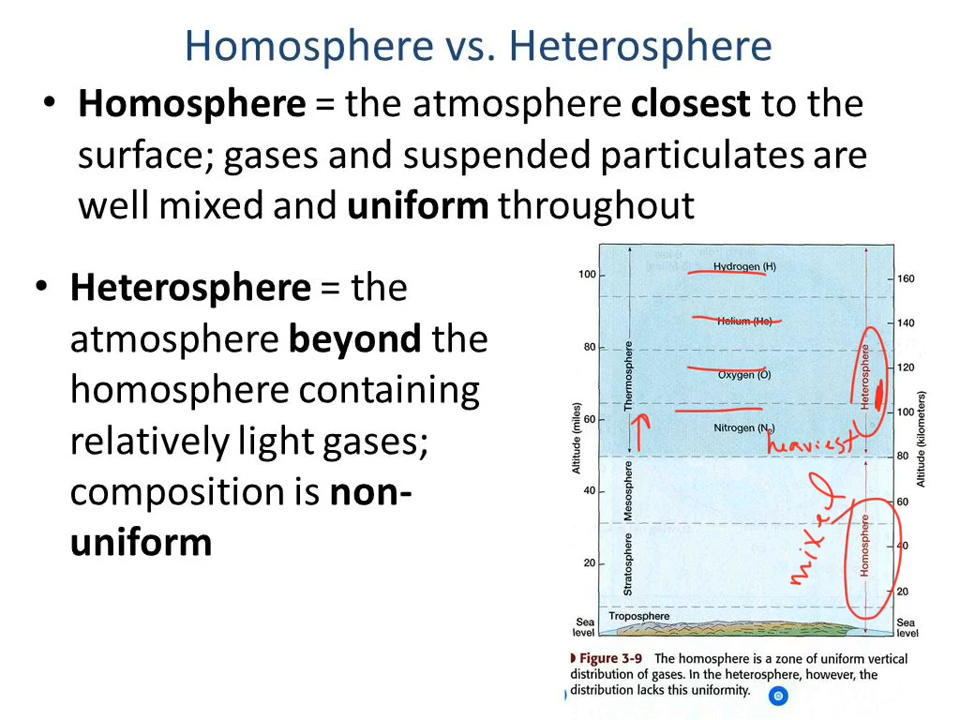 Homosphere vs. Heterosphere
• Homosphere = the atmosphere closest to the
surface; gases and suspended particulates are
well mixed and uniform throughout
• Heterosphere = the
atmosphere beyond the
homosphere containing
relatively light gases;
composition is non-
uniform
Altitude (miles)
100
80
60
40
20
Sea
level
Thermosphere
Mesosphere
Stratosphere
Troposphere
Hydrogen (H)
Helium (He)
Oxygen (O)
Nitrogen (N₂)
heaviest
mixed
Heterosphere
Homosphere
160
140
120
100
80
60
40
20
Sea
level
Altitude (kilometers)
Figure 3-9 The homosphere is a zone of uniform vertical
distribution of gases. In the heterosphere, however, the
distribution lacks this uniformity.